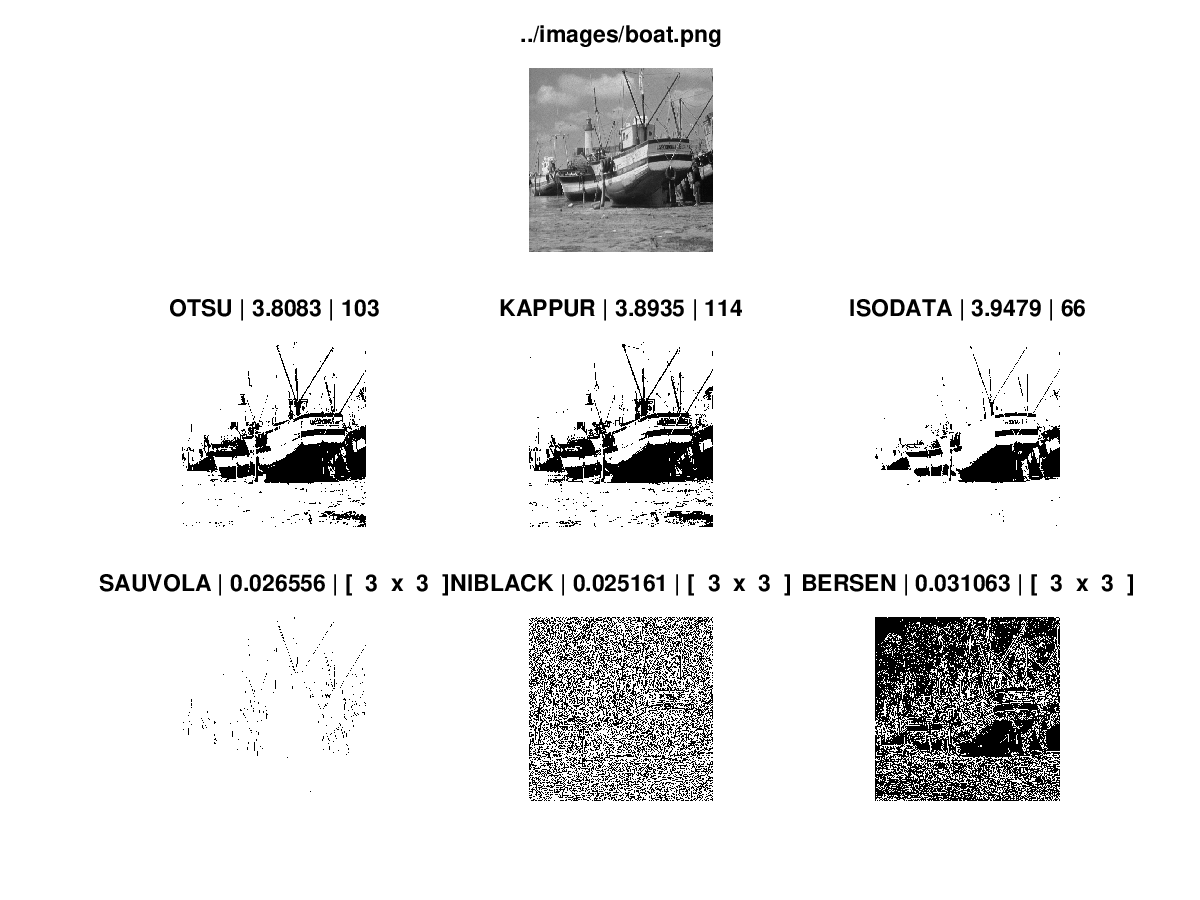 ../images/boat.png
OTSU | 3.8083 | 103
KAPPUR | 3.8935 | 114
ISODATA | 3.9479 | 66
SAUVOLA | 0.026556 | [ 3 x 3 ]
NIBLACK | 0.025161 | [ 3 x 3 ]
BERSEN | 0.031063 | [ 3 x 3 ]